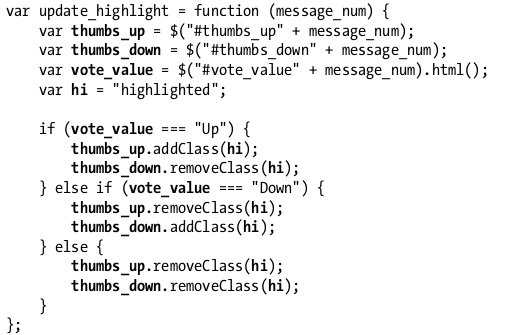 var update_highlight = function (message_num) {
    var thumbs_up = $("#thumbs_up" + message_num);
    var thumbs_down = $("#thumbs_down" + message_num);
    var vote_value = $("#vote_value" + message_num).html();
    var hi = "highlighted";

    if (vote_value === "Up") {
        thumbs_up.addClass(hi);
        thumbs_down.removeClass(hi);
    } else if (vote_value === "Down") {
        thumbs_up.removeClass(hi);
        thumbs_down.addClass(hi);
    } else {
        thumbs_up.removeClass(hi);
        thumbs_down.removeClass(hi);
    }
};